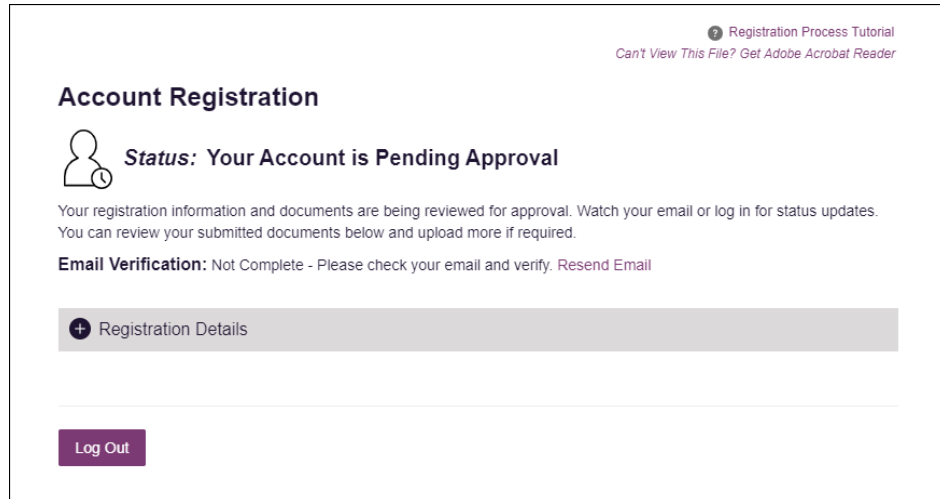 Registration Process Tutorial
Can't View This File? Get Adobe Acrobat Reader
Account Registration
Status: Your Account is Pending Approval
Your registration information and documents are being reviewed for approval. Watch your email or log in for status updates.
You can review your submitted documents below and upload more if required.
Email Verification: Not Complete - Please check your email and verify. Resend Email
Registration Details
Log Out